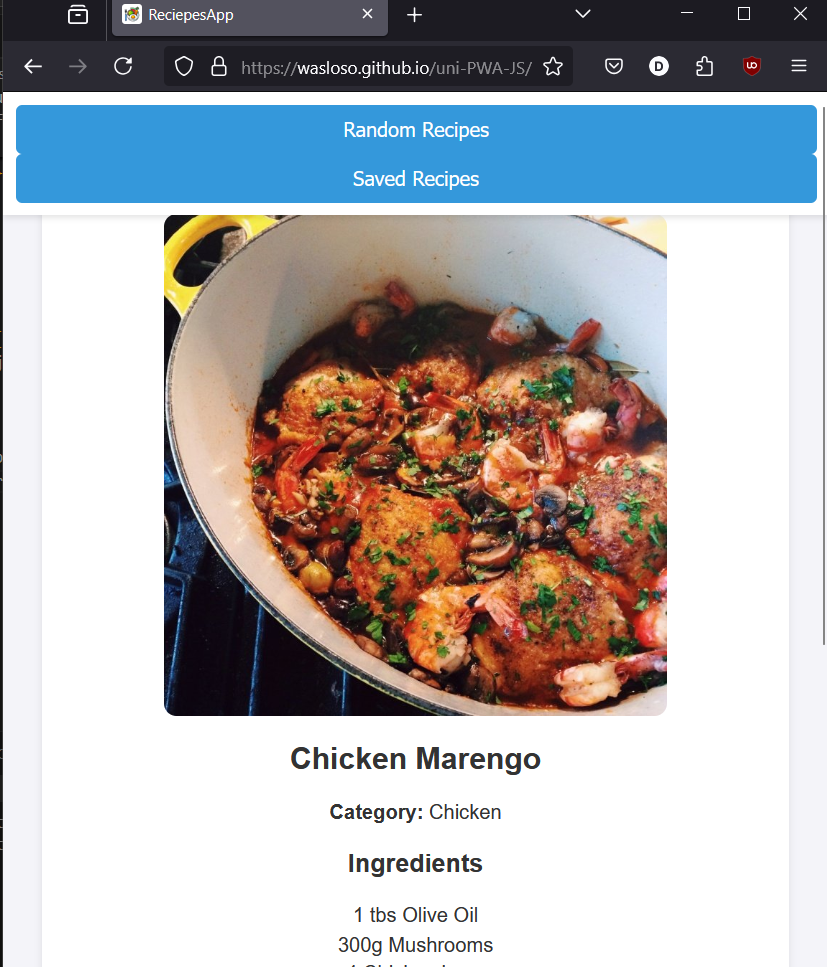 ReciepesApp
https://wasloso.github.io/uni-PWA-JS/
D
Random Recipes
Saved Recipes
Chicken Marengo
Category: Chicken
Ingredients
1 tbs Olive Oil
300g Mushrooms